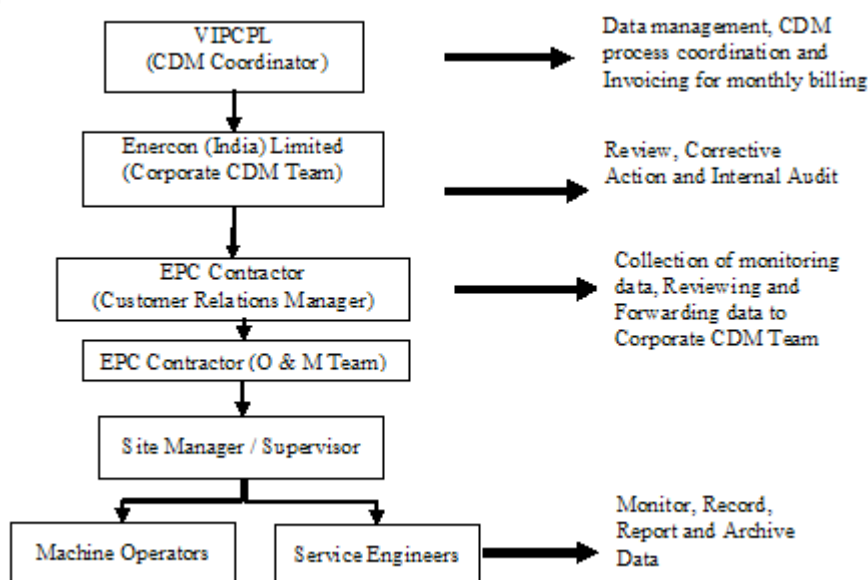 VIPCPL
(CDM Coordinator)
Data management, CDM
process coordination and
Invoicing for monthly billing
Enercon (India) Limited
(Corporate CDM Team)
Review, Corrective
Action and Internal Audit
EPC Contractor
(Customer Relations Manager)
Collection of monitoring
data, Reviewing and
Forwarding data to
Corporate CDM Team
EPC Contractor (O & M Team)
Site Manager / Supervisor
Machine Operators
Service Engineers
Monitor, Record,
Report and Archive
Data